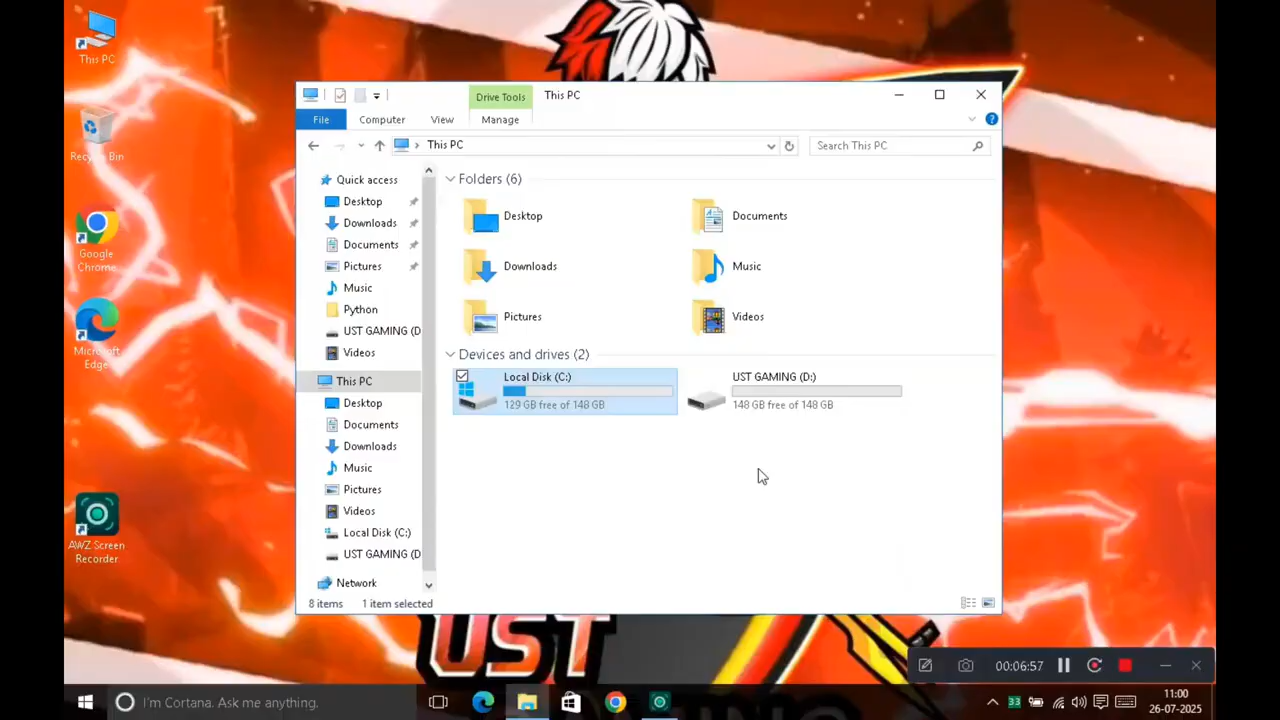 This PC
Recycle Bin
Google
Chrome
Microsoft
Edge
AWZ Screen
Recorder
Drive Tools
This PC
File
Computer
View
Manage
This PC
Search This PC
Quick access
Desktop
Downloads
Documents
Pictures
Music
Python
UST GAMING (D
Videos
This PC
Desktop
Documents
Downloads
Music
Pictures
Videos
Local Disk (C:)
UST GAMING (D
Network
Folders (6)
Desktop
Documents
Downloads
Music
Pictures
Videos
Devices and drives (2)
Local Disk (C:)
129 GB free of 148 GB
UST GAMING (D:)
148 GB free of 148 GB
8 items
1 item selected
UST
00:06:57
I'm Cortana. Ask me anything.
33
11:00
26-07-2025